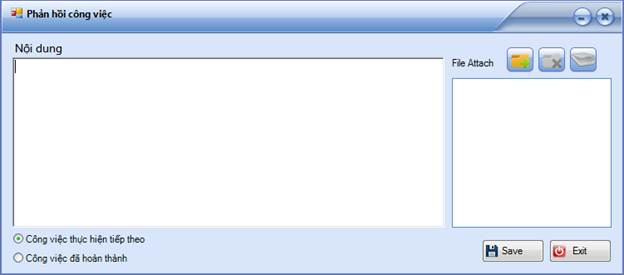 Phản hồi công việc
Nội dung
File Attach
Công việc thực hiện tiếp theo
Công việc đã hoàn thành
Save
Exit